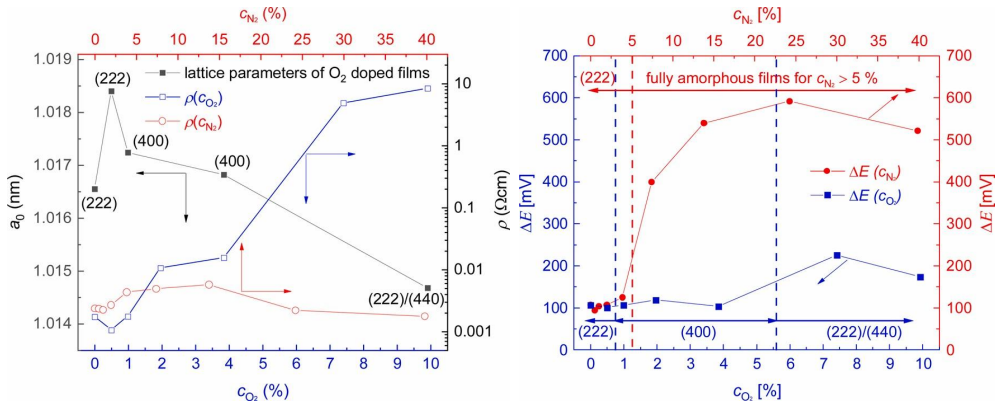 c_N₂ (%)
0 5 10 15 20 25 30 35 40
1.019
1.018
1.017
1.016
1.015
1.014
a₀ (nm)
(222)
lattice parameters of O₂ doped films
ρ(c_O₂)
ρ(c_N₂)
(400)
(400)
(222)
(222)/(440)
10
1
0.1
0.01
0.001
ρ (Ωcm)
0 1 2 3 4 5 6 7 8 9 10
c_O₂ (%)
c_N₂ [%]
0 5 10 15 20 25 30 35 40
700
600
500
400
300
200
100
0
ΔE [mV]
(222) fully amorphous films for c_N₂ > 5 %
ΔE (c_N₂)
ΔE (c_O₂)
(222) (400) (222)/(440)
700
600
500
400
300
200
100
0
ΔE [mV]
0 1 2 3 4 5 6 7 8 9 10
c_O₂ [%]